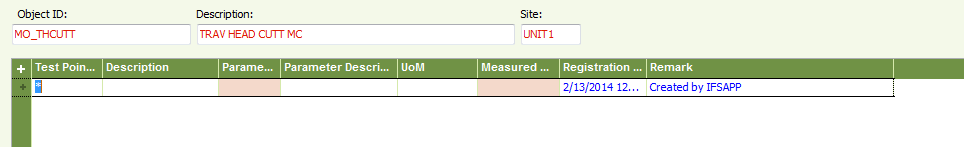 Object ID: Description: Site:
MO_THCUTT TRAV HEAD CUTT MC UNIT1
+ Test Poin... Description Parame... Parameter Descri... UoM Measured ... Registration ... Remark
+ * 2/13/2014 12... Created by IFSAPP